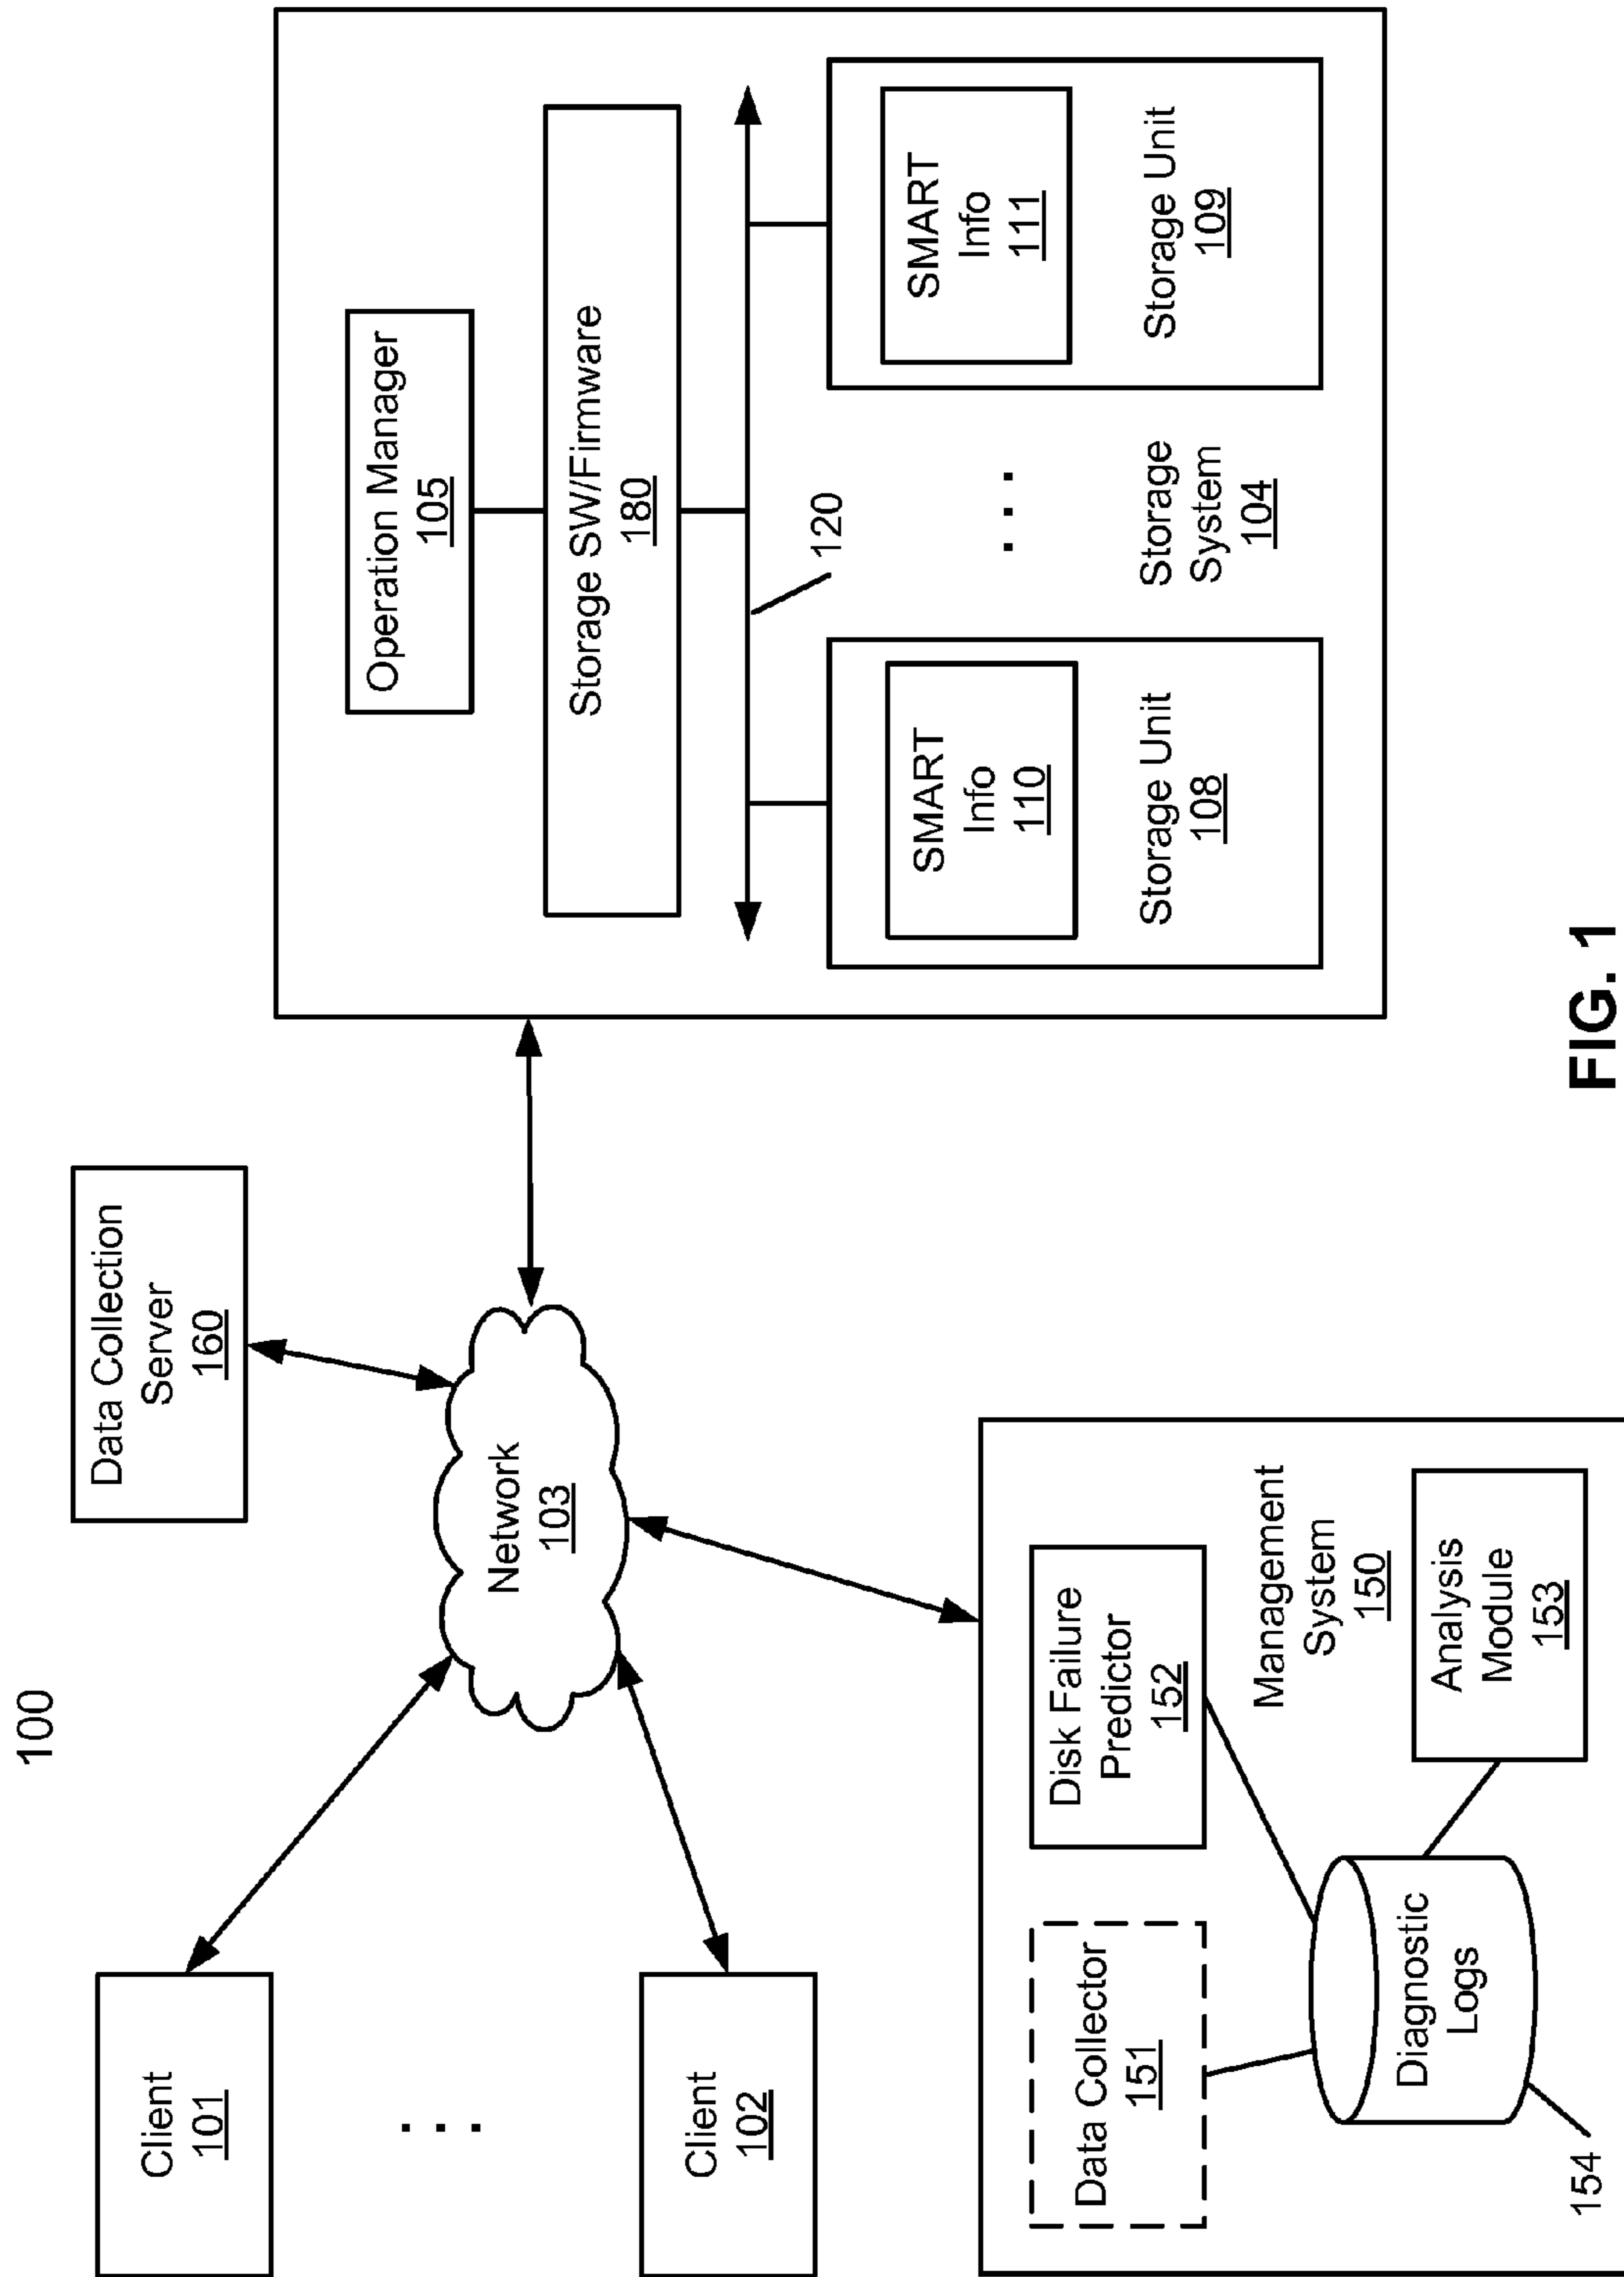 100
Client
101
. . .
Client
102
Network
103
Data Collection
Server
160
Operation Manager
105
Storage SW/Firmware
180
120
SMART
Info
110
Storage Unit
108
. . .
Storage
System
104
SMART
Info
111
Storage Unit
109
Data Collector
151
Disk Failure
Predictor
152
Management
System
150
Analysis
Module
153
Diagnostic
Logs
154
FIG. 1